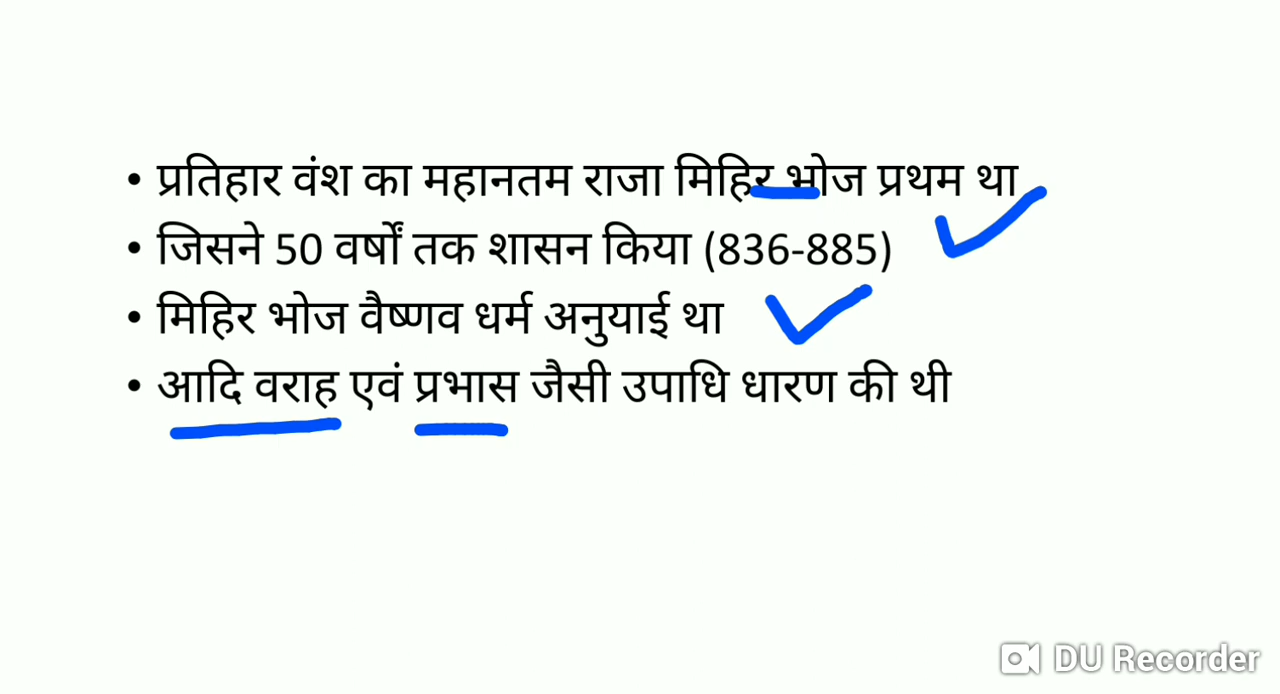 • प्रतिहार वंश का महानतम राजा मिहिर भोज प्रथम था
• जिसने 50 वर्षों तक शासन किया (836-885)
• मिहिर भोज वैष्णव धर्म अनुयाई था
• आदि वराह एवं प्रभास जैसी उपाधि धारण की थी
DU Recorder